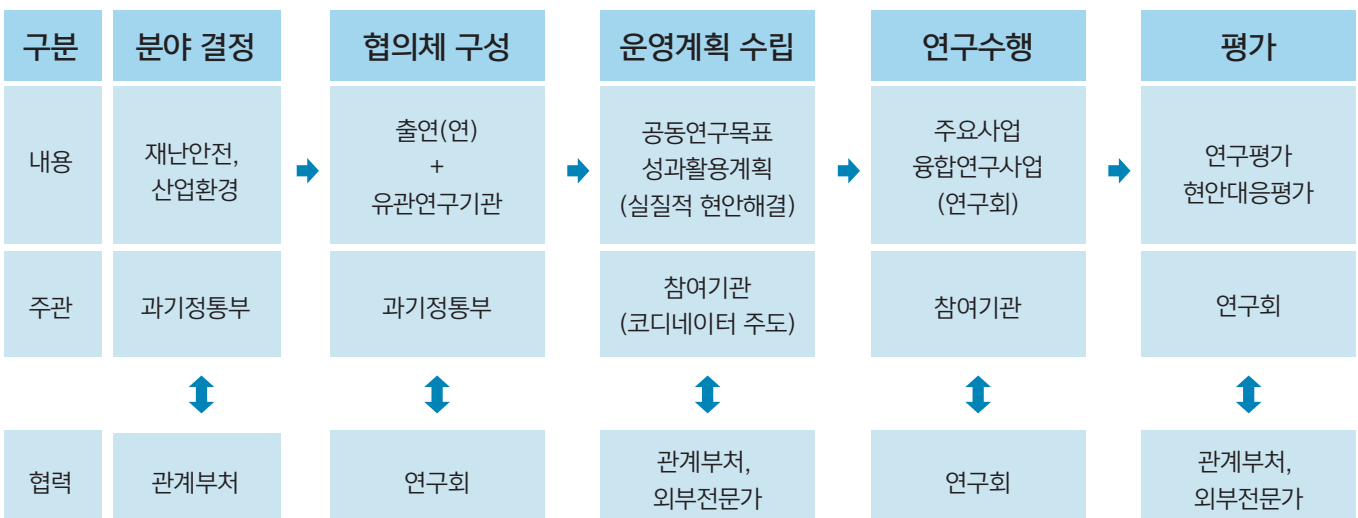 구분
분야 결정
협의체 구성
운영계획 수립
연구수행
평가
내용
재난안전,
산업환경
출연(연)
+
유관연구기관
공동연구목표
성과활용계획
(실질적 현안해결)
주요사업
융합연구사업
(연구회)
연구평가
현안대응평가
주관
과기정통부
과기정통부
참여기관
(코디네이터 주도)
참여기관
연구회
협력
관계부처
연구회
관계부처,
외부전문가
연구회
관계부처,
외부전문가